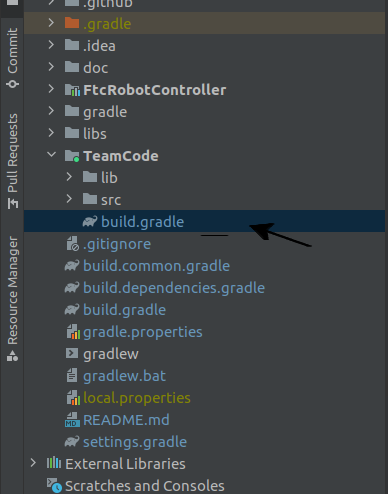 .github
.gradle
.idea
doc
FtcRobotController
gradle
libs
TeamCode
lib
src
build.gradle
.gitignore
build.common.gradle
build.dependencies.gradle
build.gradle
gradle.properties
gradlew
gradlew.bat
local.properties
MD
README.md
settings.gradle
External Libraries
Scratches and Consoles
Commit
Pull Requests
Resource Manager